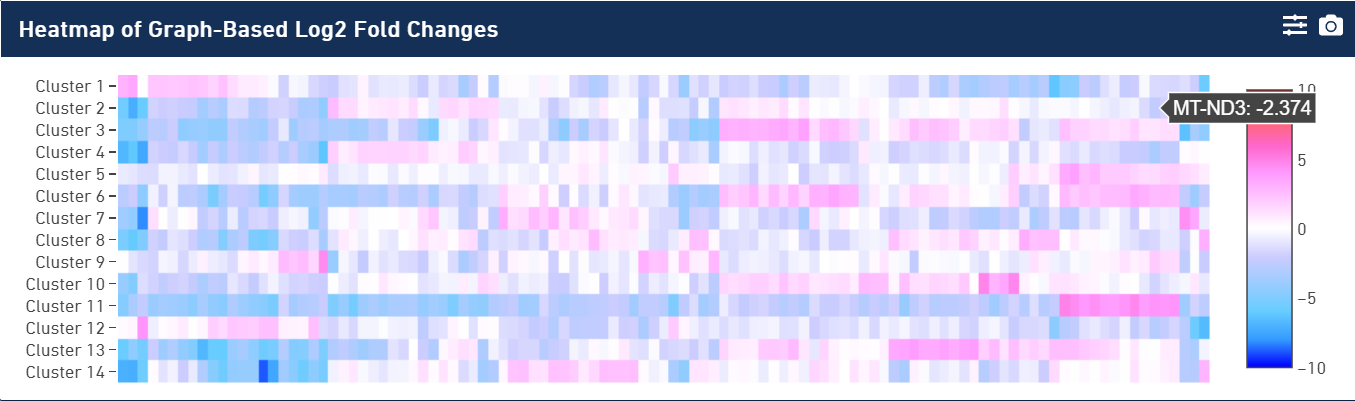 Heatmap of Graph-Based Log2 Fold Changes
Cluster 1
Cluster 2
Cluster 3
Cluster 4
Cluster 5
Cluster 6
Cluster 7
Cluster 8
Cluster 9
Cluster 10
Cluster 11
Cluster 12
Cluster 13
Cluster 14
MT-ND3: -2.374
10
5
0
−5
−10